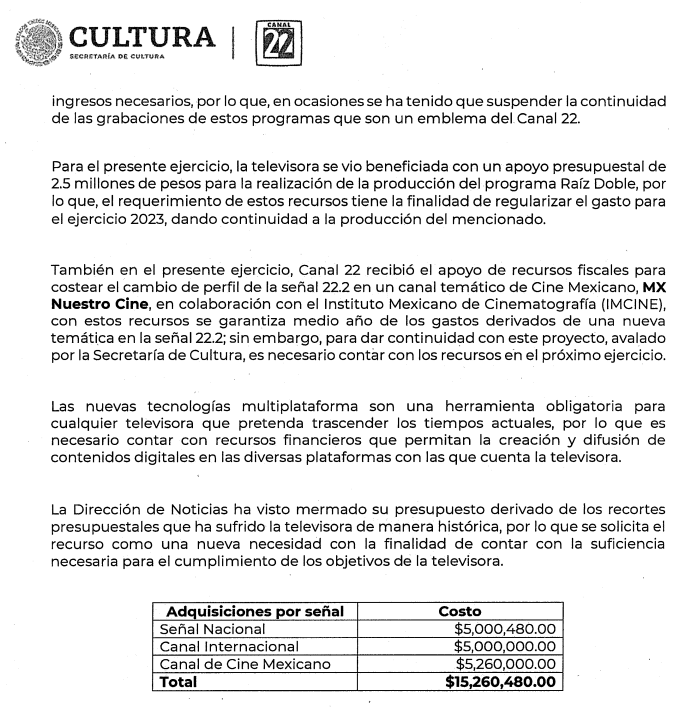 CULTURA
SECRETARÍA DE CULTURA
CANAL
22
ingresos necesarios, por lo que, en ocasiones se ha tenido que suspender la continuidad
de las grabaciones de estos programas que son un emblema del Canal 22.
Para el presente ejercicio, la televisora se vio beneficiada con un apoyo presupuestal de
2.5 millones de pesos para la realización de la producción del programa Raíz Doble, por
lo que, el requerimiento de estos recursos tiene la finalidad de regularizar el gasto para
el ejercicio 2023, dando continuidad a la producción del mencionado.
También en el presente ejercicio, Canal 22 recibió el apoyo de recursos fiscales para
costear el cambio de perfil de la señal 22.2 en un canal temático de Cine Mexicano, MX
Nuestro Cine, en colaboración con el Instituto Mexicano de Cinematografía (IMCINE),
con estos recursos se garantiza medio año de los gastos derivados de una nueva
temática en la señal 22.2; sin embargo, para dar continuidad con este proyecto, avalado
por la Secretaría de Cultura, es necesario contar con los recursos en el próximo ejercicio.
Las nuevas tecnologías multiplataforma son una herramienta obligatoria para
cualquier televisora que pretenda trascender los tiempos actuales, por lo que es
necesario contar con recursos financieros que permitan la creación y difusión de
contenidos digitales en las diversas plataformas con las que cuenta la televisora.
La Dirección de Noticias ha visto mermado su presupuesto derivado de los recortes
presupuestales que ha sufrido la televisora de manera histórica, por lo que se solicita el
recurso como una nueva necesidad con la finalidad de contar con la suficiencia
necesaria para el cumplimiento de los objetivos de la televisora.
Adquisiciones por señal Costo
Señal Nacional $5,000,480.00
Canal Internacional $5,000,000.00
Canal de Cine Mexicano $5,260,000.00
Total $15,260,480.00